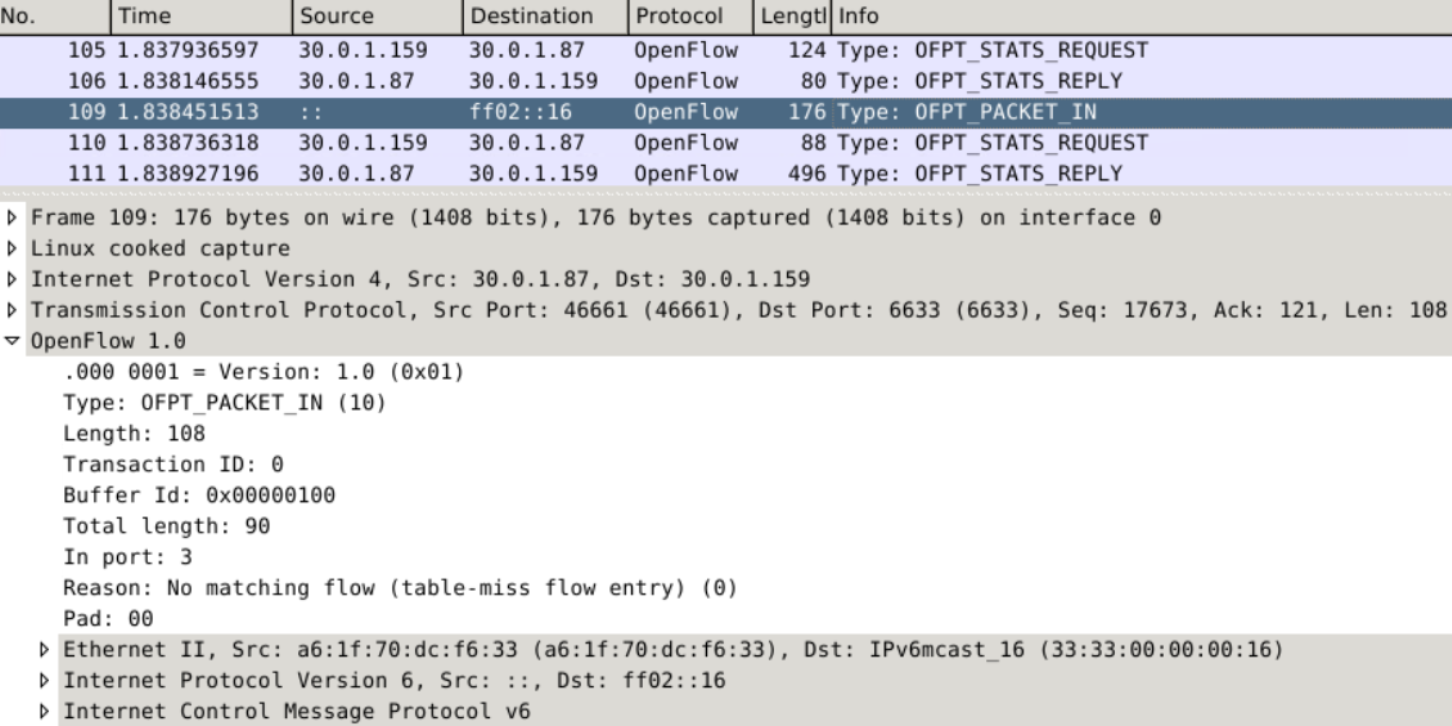 No. Time Source Destination Protocol Lengtl Info
105 1.837936597 30.0.1.159 30.0.1.87 OpenFlow 124 Type: OFPT_STATS_REQUEST
106 1.838146555 30.0.1.87 30.0.1.159 OpenFlow 80 Type: OFPT_STATS_REPLY
109 1.838451513 :: ff02::16 OpenFlow 176 Type: OFPT_PACKET_IN
110 1.838736318 30.0.1.159 30.0.1.87 OpenFlow 88 Type: OFPT_STATS_REQUEST
111 1.838927196 30.0.1.87 30.0.1.159 OpenFlow 496 Type: OFPT_STATS_REPLY
Frame 109: 176 bytes on wire (1408 bits), 176 bytes captured (1408 bits) on interface 0
Linux cooked capture
Internet Protocol Version 4, Src: 30.0.1.87, Dst: 30.0.1.159
Transmission Control Protocol, Src Port: 46661 (46661), Dst Port: 6633 (6633), Seq: 17673, Ack: 121, Len: 108
OpenFlow 1.0
.000 0001 = Version: 1.0 (0x01)
Type: OFPT_PACKET_IN (10)
Length: 108
Transaction ID: 0
Buffer Id: 0x00000100
Total length: 90
In port: 3
Reason: No matching flow (table-miss flow entry) (0)
Pad: 00
Ethernet II, Src: a6:1f:70:dc:f6:33 (a6:1f:70:dc:f6:33), Dst: IPv6mcast_16 (33:33:00:00:00:16)
Internet Protocol Version 6, Src: ::, Dst: ff02::16
Internet Control Message Protocol v6